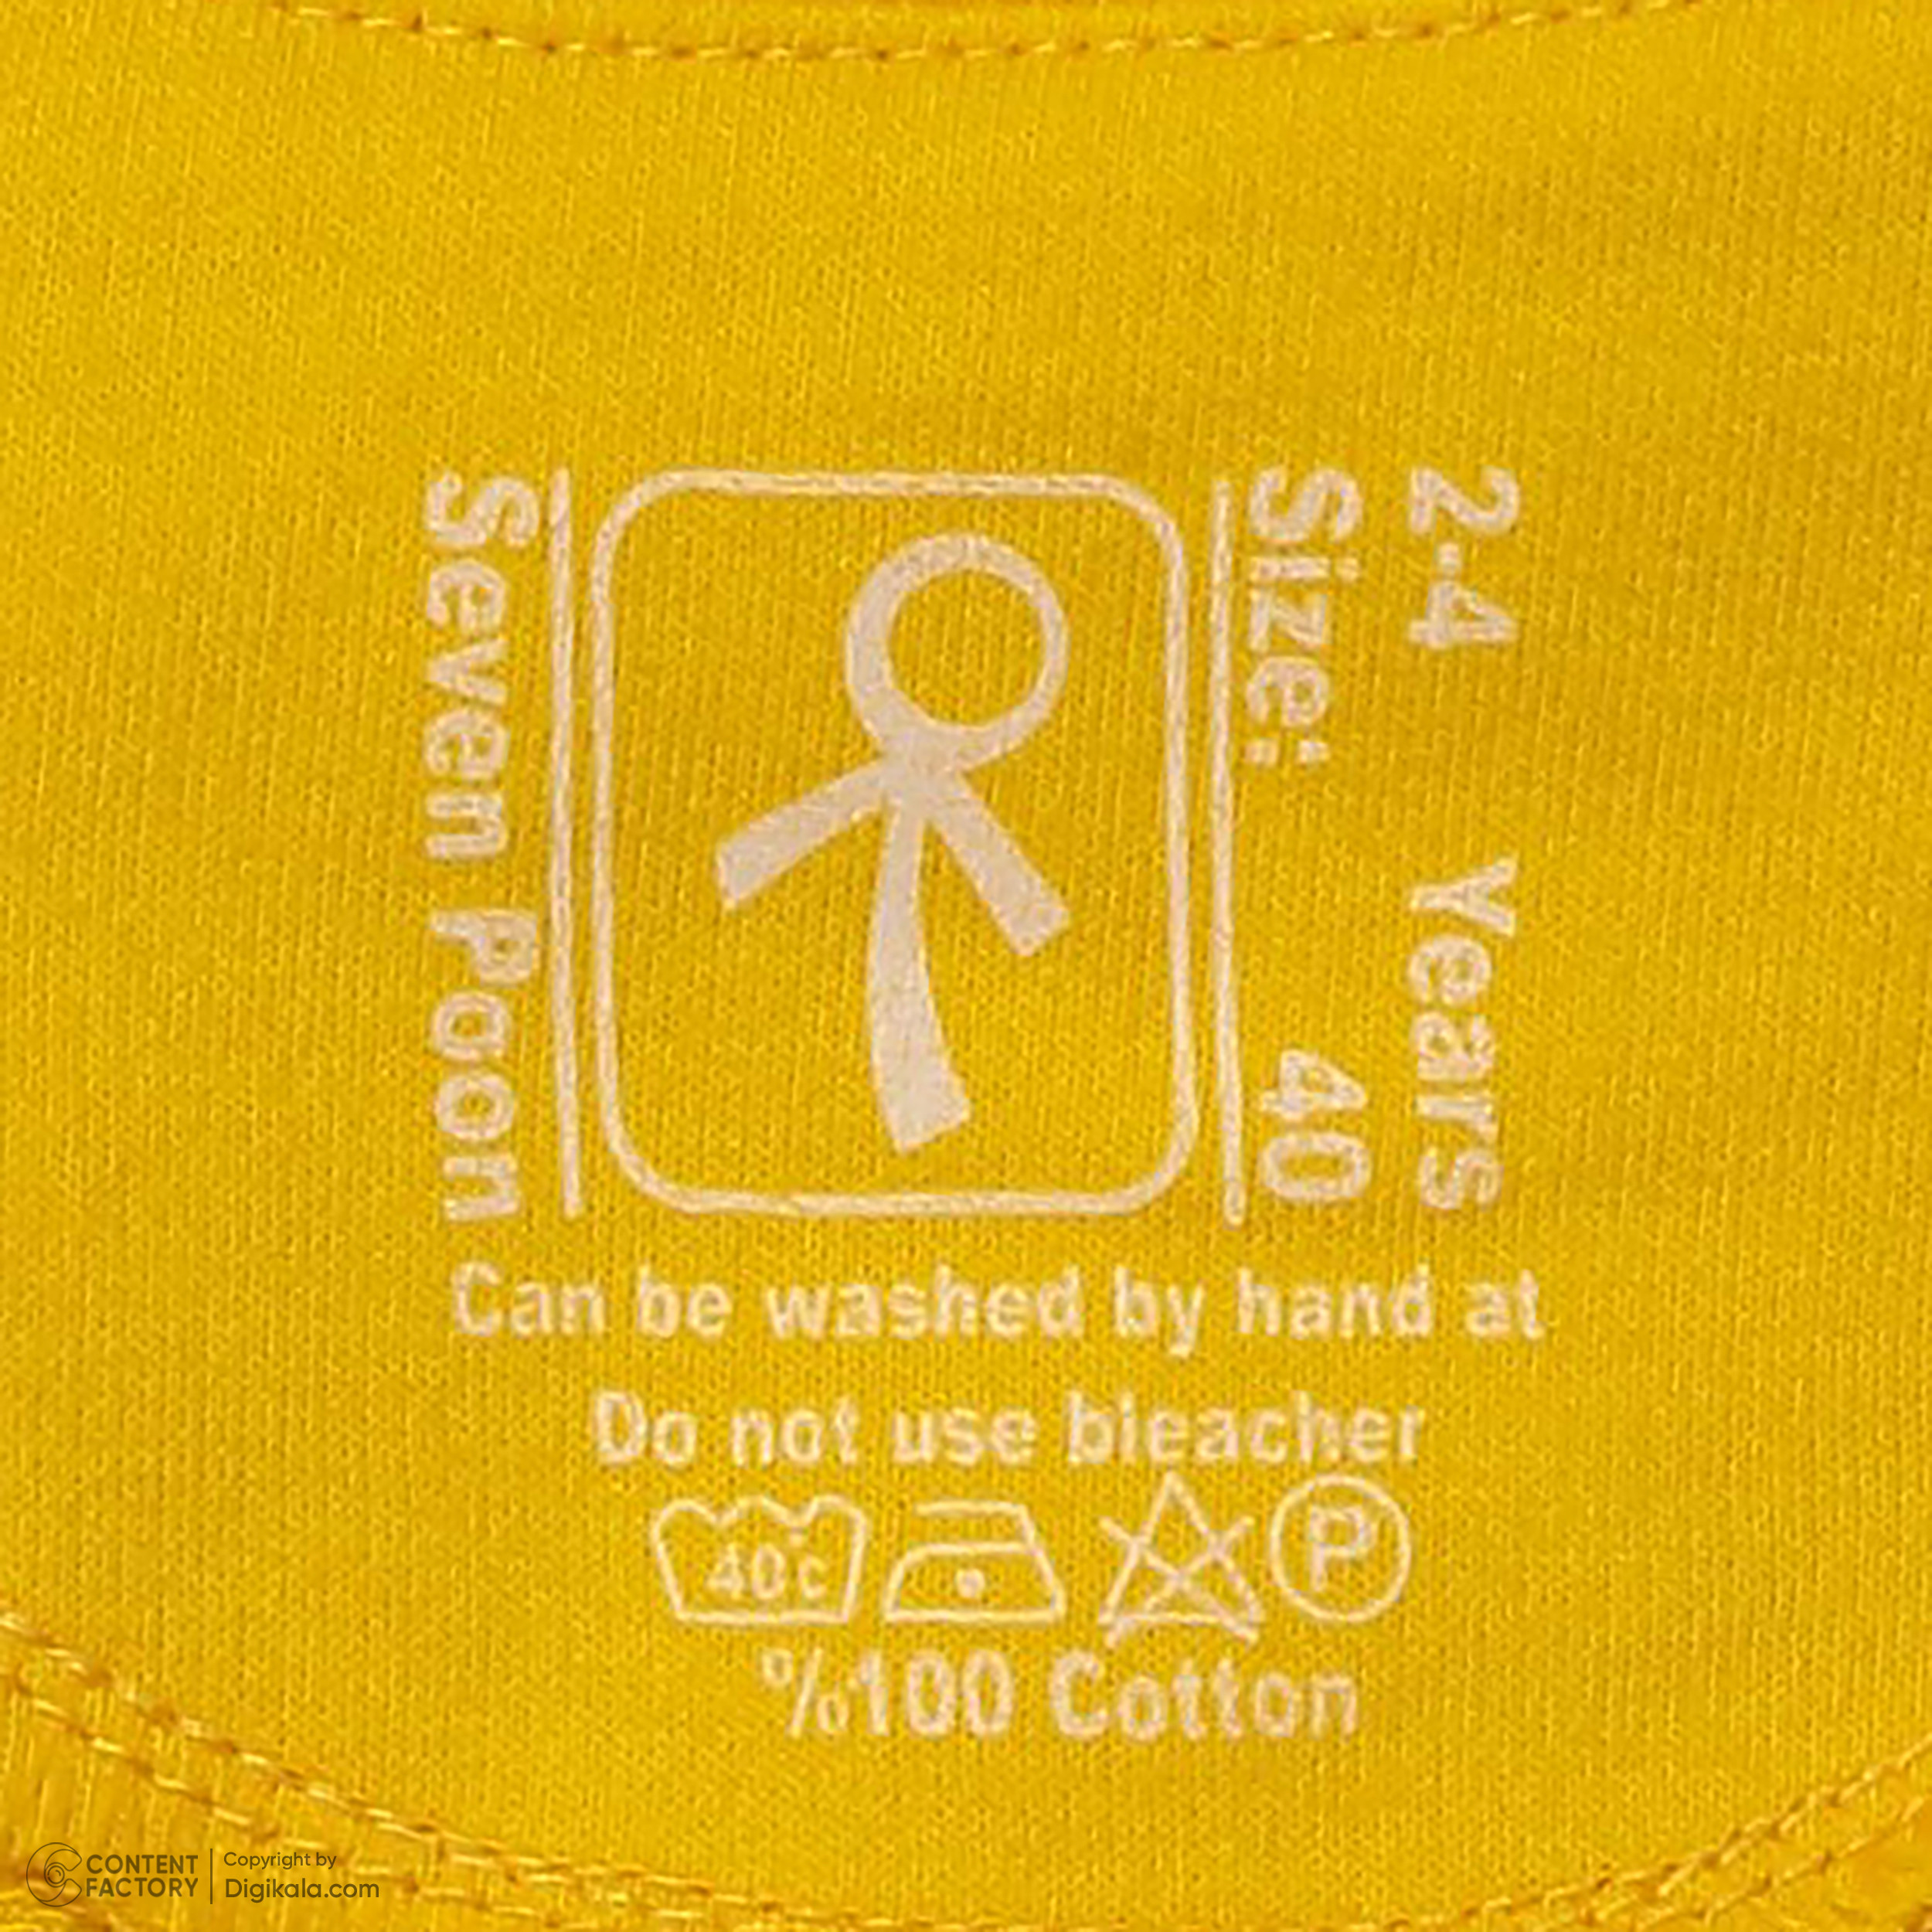 Seven Poon
Size: 40
2-4 Years
Can be washed by hand at
Do not use bleacher
40c
P
%100 Cotton
CONTENT FACTORY
Copyright by
Digikala.com